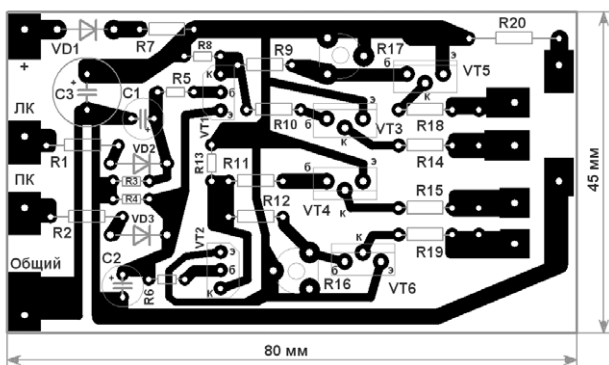 VD1
R7
R8
R9
R17
R20
+
б
э
к
VT5
C3
+
C1
R5
б
к
э
ЛК
VT1
+
R10
б
э
к
VT3
R18
R1
VD2
R14
ПК
R3
R13
R11
б
э
VT4
к
R15
R4
R2
VD3
R12
R19
Общий
VT2
э
к
C2
+
R6
б
к
R16
б
э
VT6
45 мм
80 мм